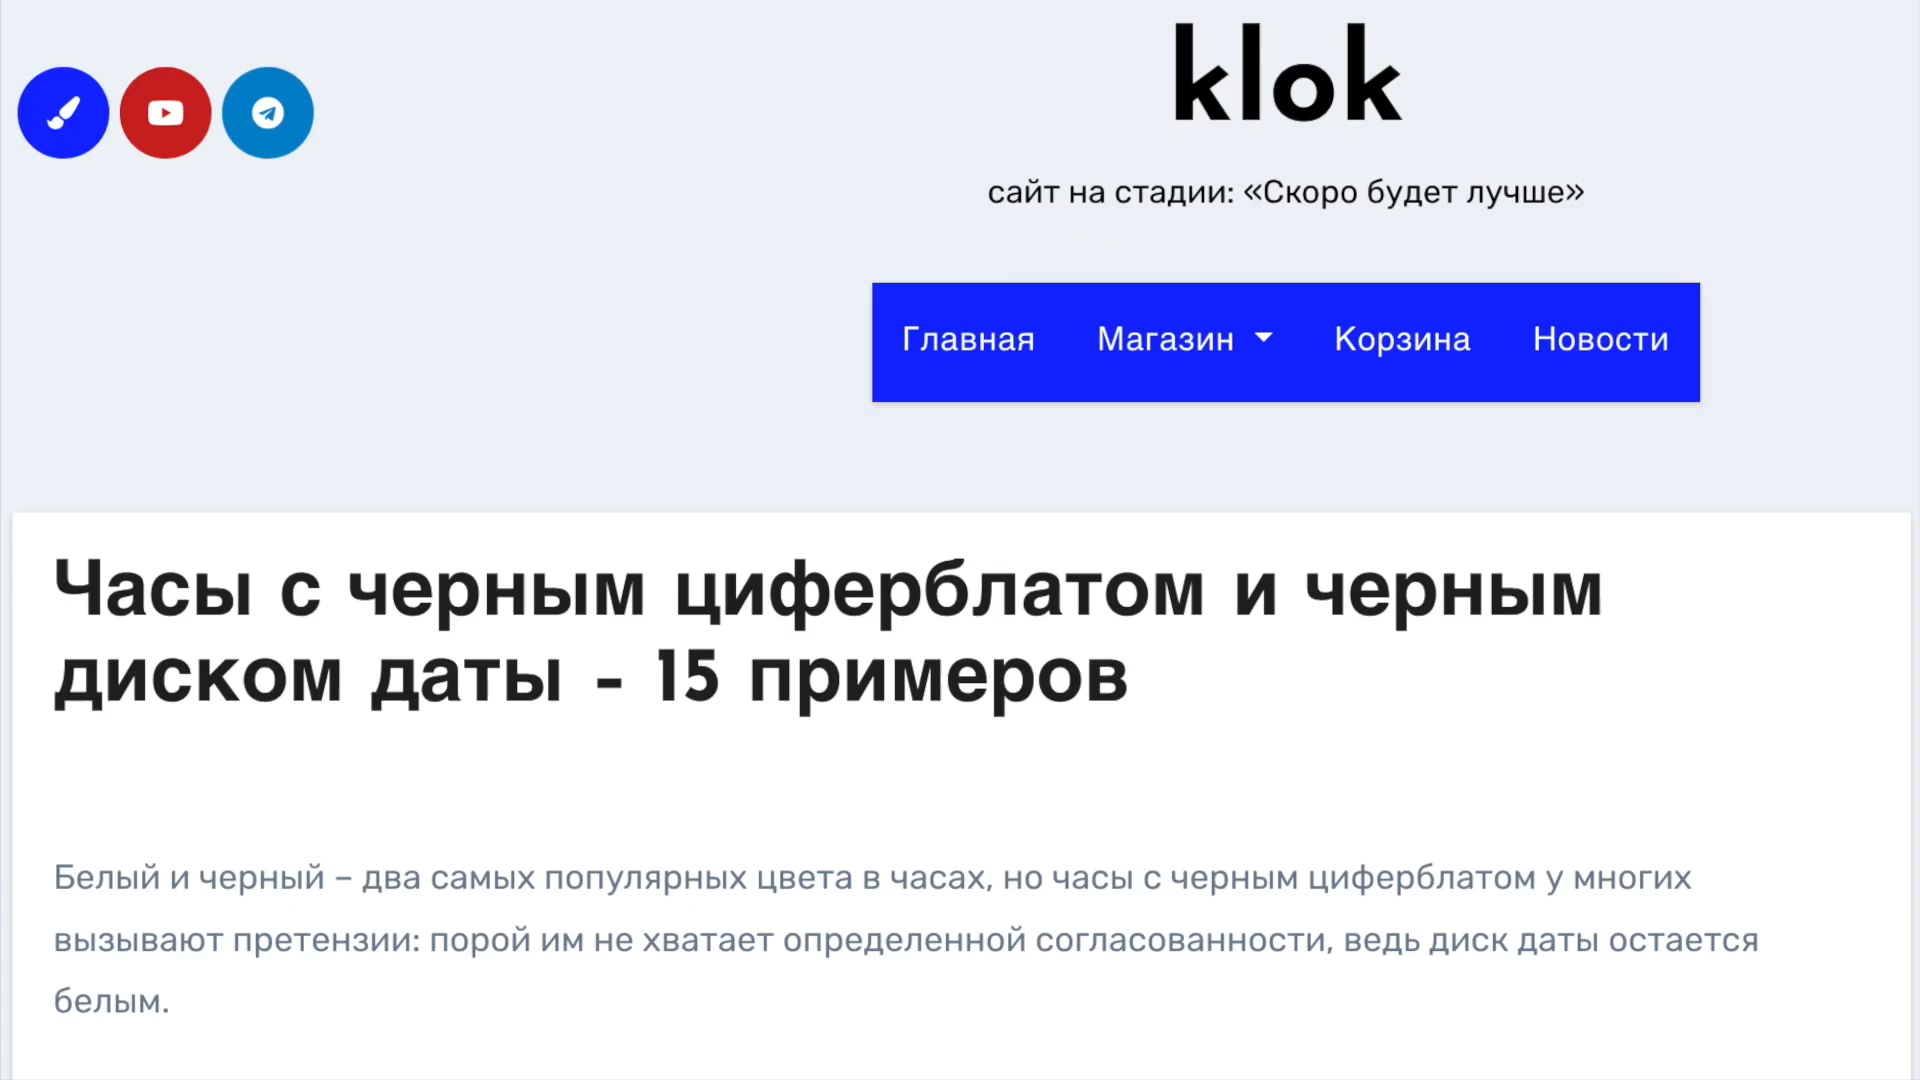 klok
сайт на стадии: «Скоро будет лучше»
Главная Магазин Корзина Новости
Часы с черным циферблатом и черным
диском даты - 15 примеров
Белый и черный – два самых популярных цвета в часах, но часы с черным циферблатом у многих
вызывают претензии: порой им не хватает определенной согласованности, ведь диск даты остается
белым.